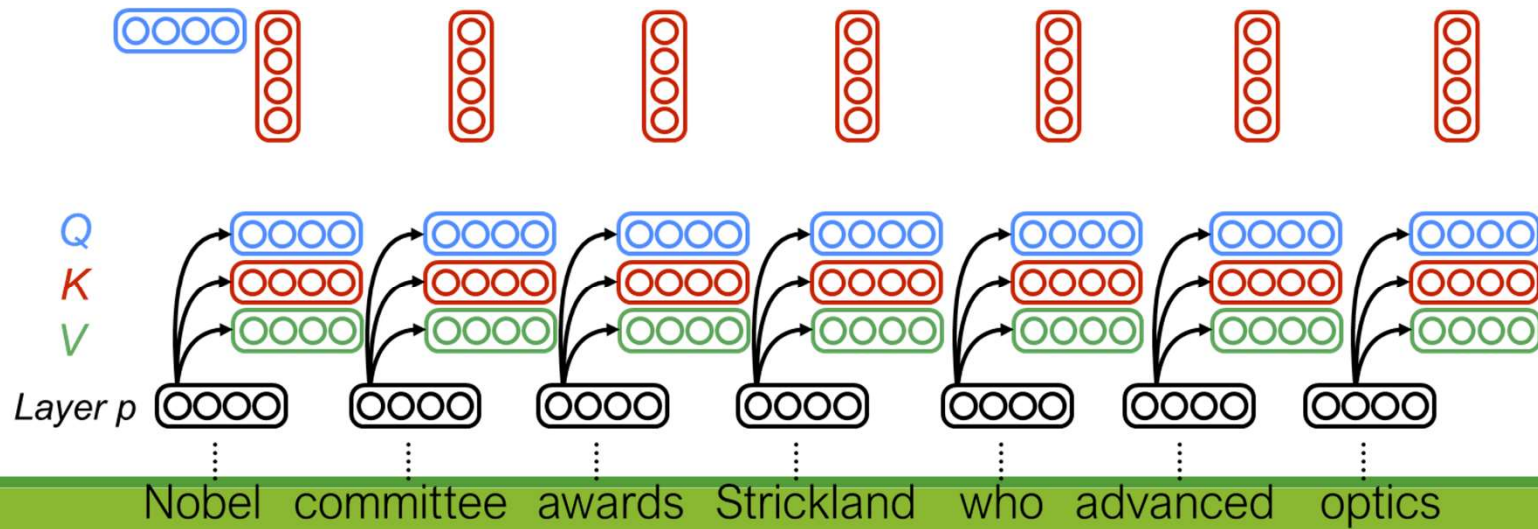 Q
K
V
Layer p
Nobel committee awards Strickland who advanced optics